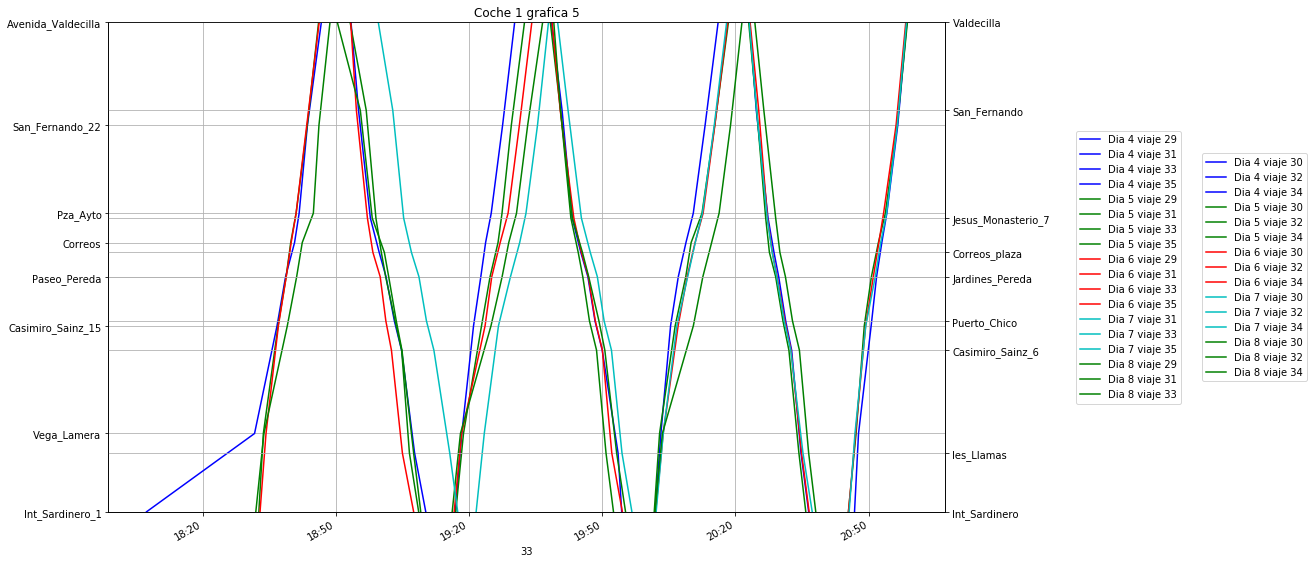 Coche 1 grafica 5
Avenida_Valdecilla
San_Fernando_22
Pza_Ayto
Correos
Paseo_Pereda
Casimiro_Sainz_15
Vega_Lamera
Int_Sardinero_1
Valdecilla
San_Fernando
Jesus_Monasterio_7
Correos_plaza
Jardines_Pereda
Puerto_Chico
Casimiro_Sainz_6
Ies_Llamas
Int_Sardinero
18:20
18:50
19:20
19:50
20:20
20:50
33
Dia 4 viaje 29
Dia 4 viaje 31
Dia 4 viaje 33
Dia 4 viaje 35
Dia 5 viaje 29
Dia 5 viaje 31
Dia 5 viaje 33
Dia 5 viaje 35
Dia 6 viaje 29
Dia 6 viaje 31
Dia 6 viaje 33
Dia 6 viaje 35
Dia 7 viaje 31
Dia 7 viaje 33
Dia 7 viaje 35
Dia 8 viaje 29
Dia 8 viaje 31
Dia 8 viaje 33
Dia 4 viaje 30
Dia 4 viaje 32
Dia 4 viaje 34
Dia 5 viaje 30
Dia 5 viaje 32
Dia 5 viaje 34
Dia 6 viaje 30
Dia 6 viaje 32
Dia 6 viaje 34
Dia 7 viaje 30
Dia 7 viaje 32
Dia 7 viaje 34
Dia 8 viaje 30
Dia 8 viaje 32
Dia 8 viaje 34